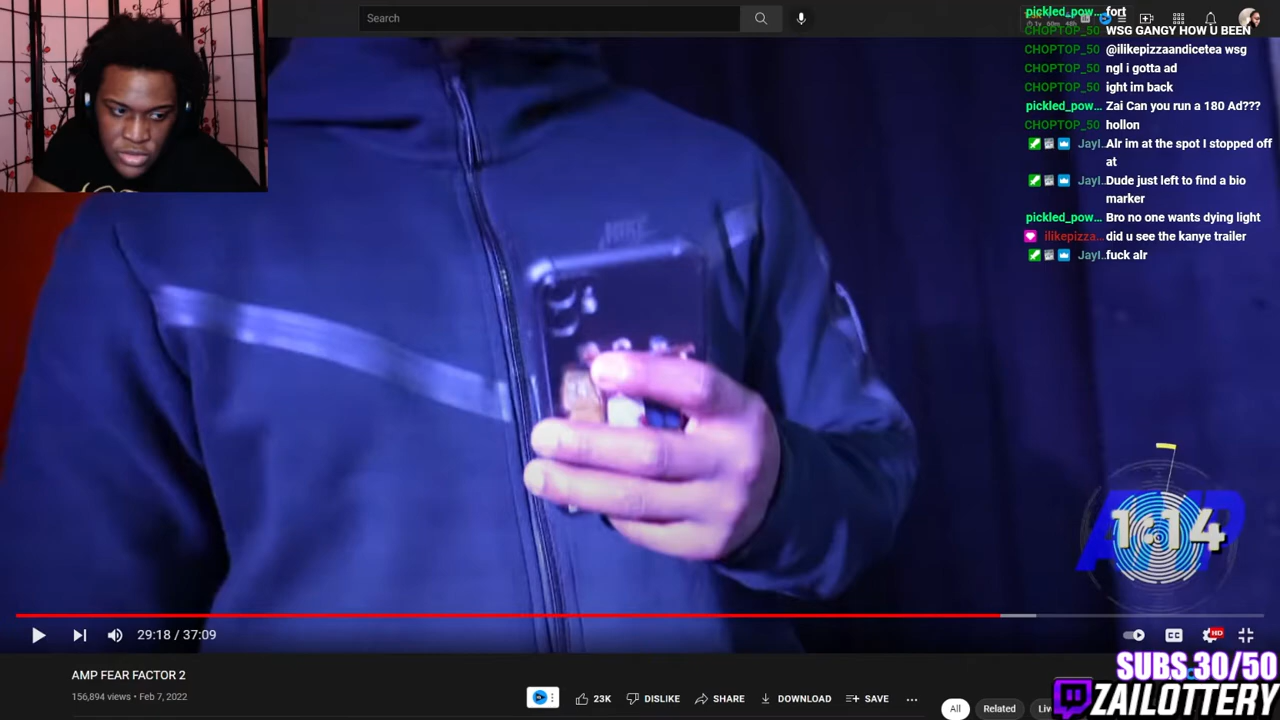 Search
pickled_pow... fort
CHOPTOP_50 WSG GANGY HOW U BEEN
CHOPTOP_50 @ilikepizzaandicetea wsg
CHOPTOP_50 ngl i gotta ad
CHOPTOP_50 ight im back
pickled_pow... Zai Can you run a 180 Ad???
CHOPTOP_50 hollon
Jayl... Alr im at the spot I stopped off
at
Jayl... Dude just left to find a bio
marker
pickled_pow... Bro no one wants dying light
ilikepizza... did u see the kanye trailer
Jayl... fuck alr
NIKE
1:14
29:18 / 37:09
CC
HD
AMP FEAR FACTOR 2
156,894 views • Feb 7, 2022
23K
DISLIKE
SHARE
DOWNLOAD
SAVE
All
Related
SUBS 30/50
ZAILOTTERY